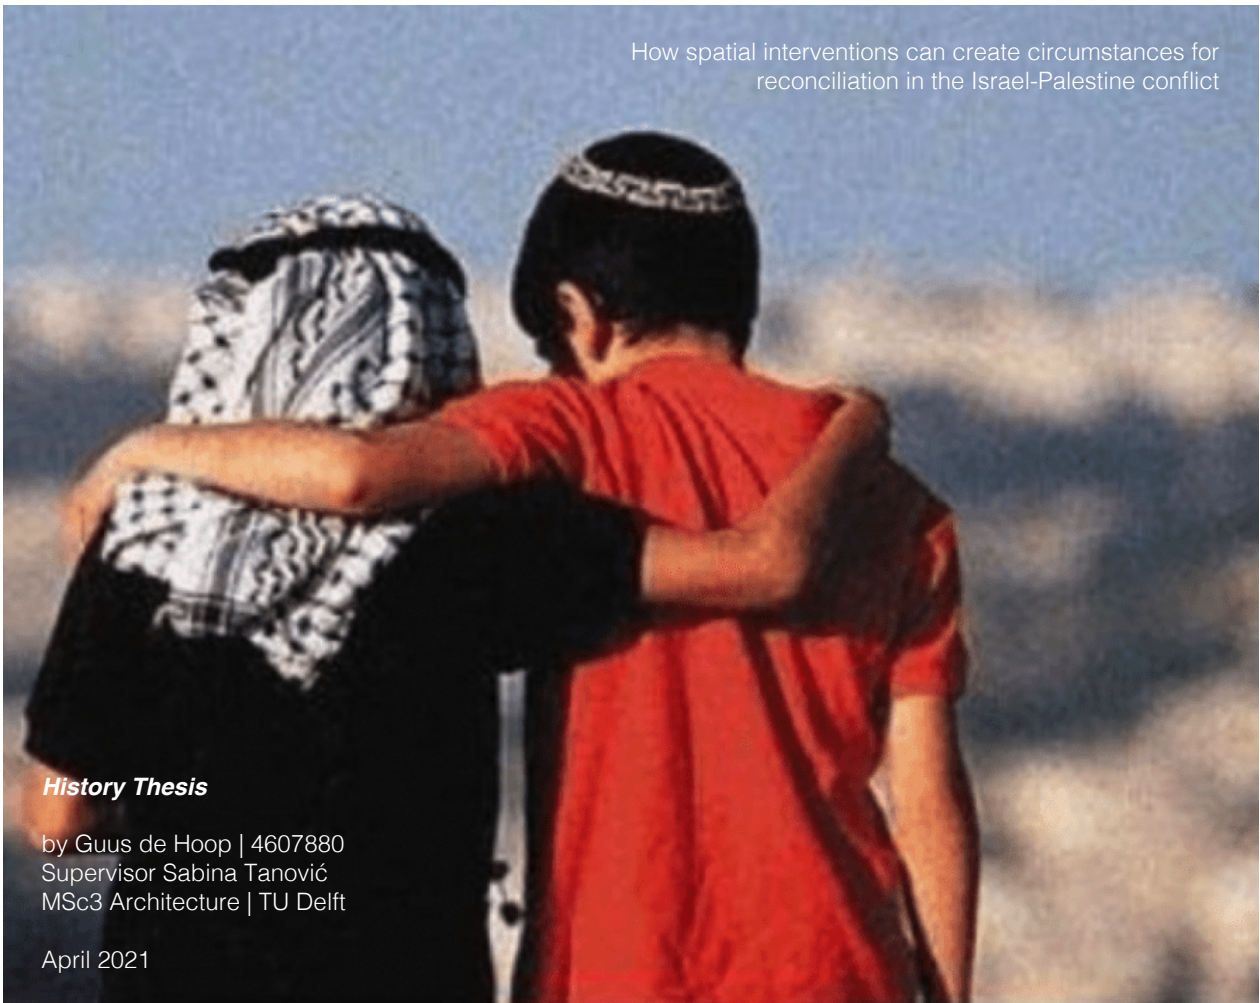 How spatial interventions can create circumstances for
reconciliation in the Israel-Palestine conflict
History Thesis
by Guus de Hoop | 4607880
Supervisor Sabina Tanović
MSc3 Architecture | TU Delft
April 2021